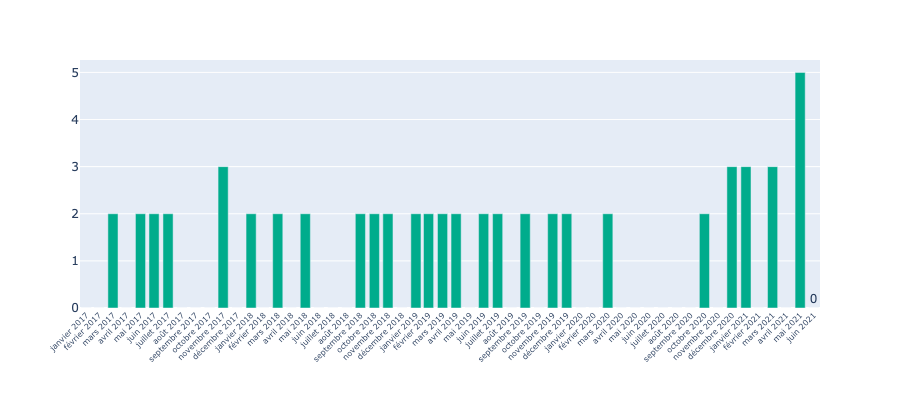 5
4
3
2
1
0
0
janvier 2017
février 2017
mars 2017
avril 2017
mai 2017
juin 2017
juillet 2017
août 2017
septembre 2017
octobre 2017
novembre 2017
décembre 2017
janvier 2018
février 2018
mars 2018
avril 2018
mai 2018
juin 2018
juillet 2018
août 2018
septembre 2018
octobre 2018
novembre 2018
décembre 2018
janvier 2019
février 2019
mars 2019
avril 2019
mai 2019
juin 2019
juillet 2019
août 2019
septembre 2019
octobre 2019
novembre 2019
décembre 2019
janvier 2020
février 2020
mars 2020
avril 2020
mai 2020
juin 2020
juillet 2020
août 2020
septembre 2020
octobre 2020
novembre 2020
décembre 2020
janvier 2021
février 2021
mars 2021
avril 2021
mai 2021
juin 2021